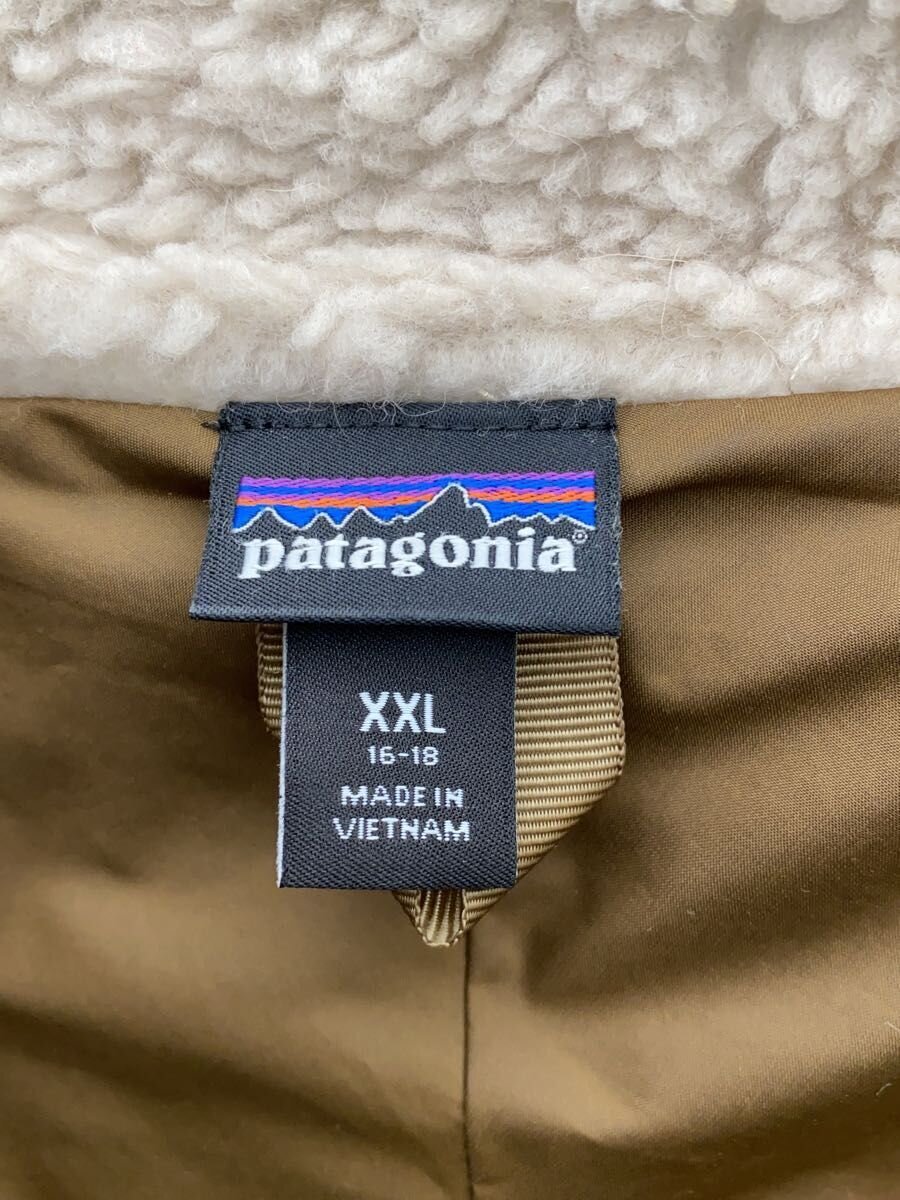 patagonia®
XXL
16-18
MADE IN
VIETNAM